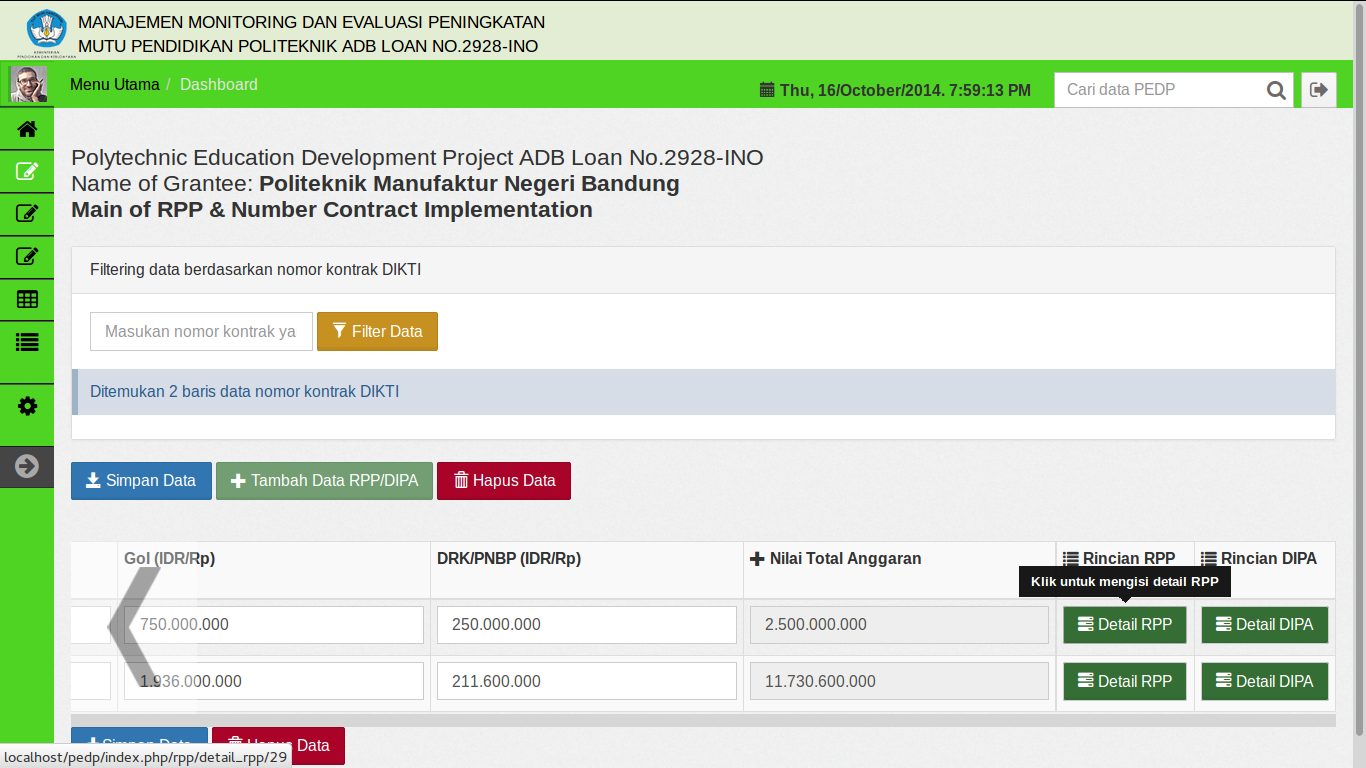 MANAJEMEN MONITORING DAN EVALUASI PENINGKATAN
MUTU PENDIDIKAN POLITEKNIK ADB LOAN NO.2928-INO
Menu Utama / Dashboard
Thu, 16/October/2014. 7:59:13 PM
Cari data PEDP
Polytechnic Education Development Project ADB Loan No.2928-INO
Name of Grantee: Politeknik Manufaktur Negeri Bandung
Main of RPP & Number Contract Implementation
Filtering data berdasarkan nomor kontrak DIKTI
Masukan nomor kontrak ya
Filter Data
Ditemukan 2 baris data nomor kontrak DIKTI
Simpan Data
Tambah Data RPP/DIPA
Hapus Data
GoI (IDR/Rp)
DRK/PNBP (IDR/Rp)
Nilai Total Anggaran
Rincian RPP
Rincian DIPA
Klik untuk mengisi detail RPP
750.000.000
250.000.000
2.500.000.000
Detail RPP
Detail DIPA
1.936.000.000
211.600.000
11.730.600.000
Detail RPP
Detail DIPA
Simpan Data
Hapus Data
localhost/pedp/index.php/rpp/detail_rpp/29